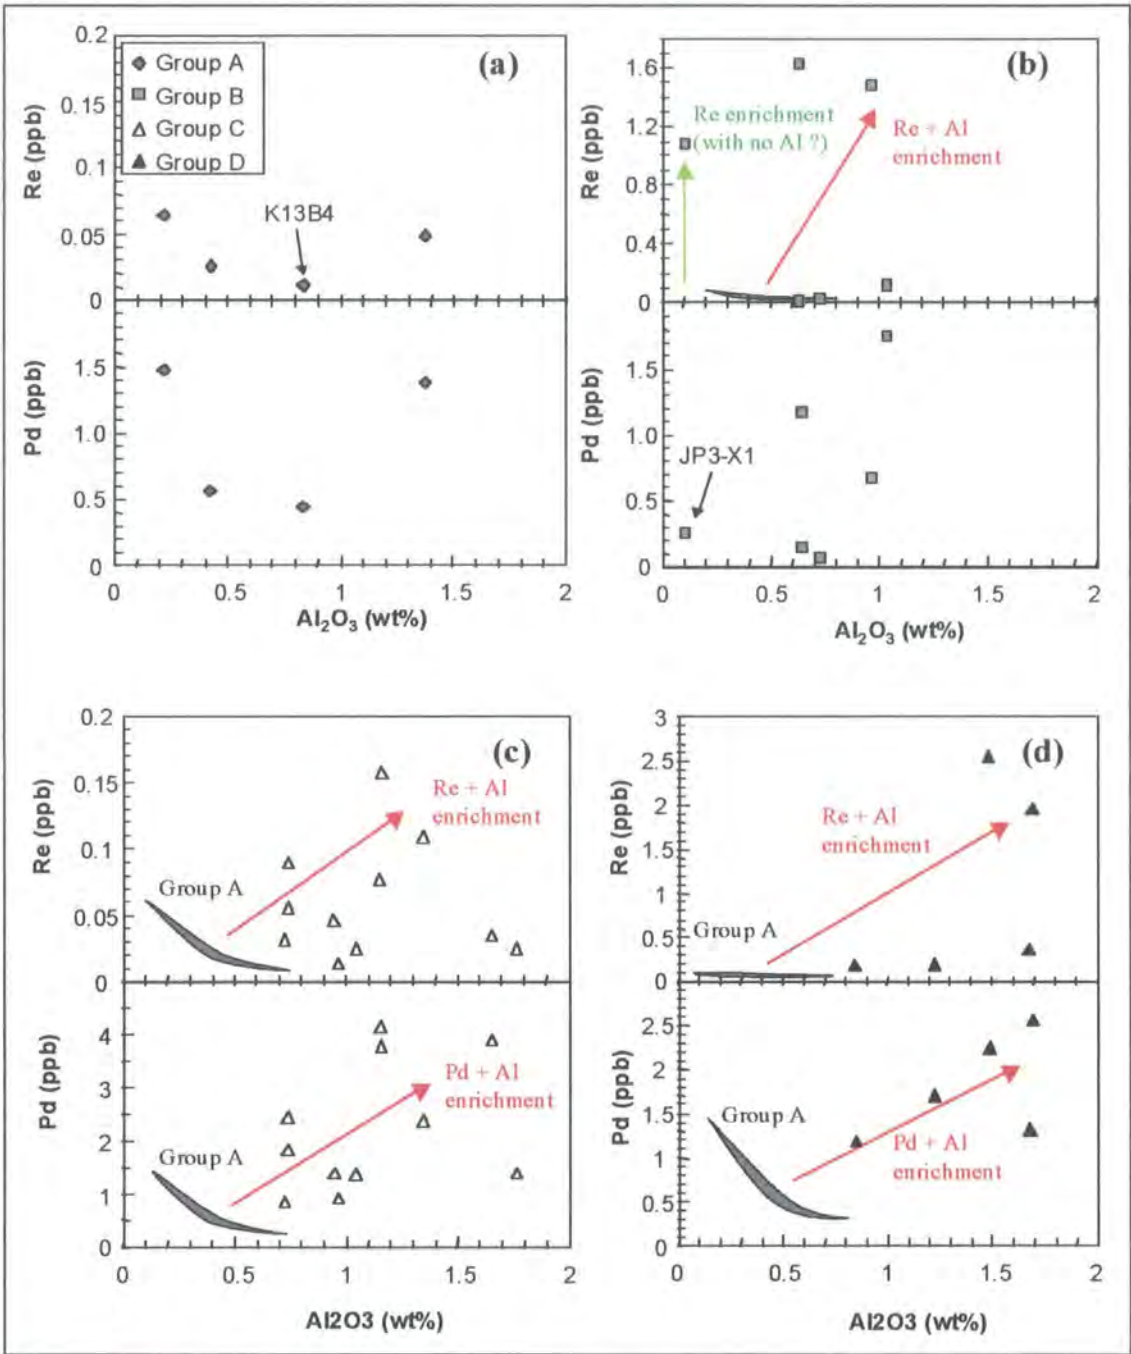 (a)
Group A
Group B
Group C
Group D
0.2
0.15
0.1
0.05
0
Re (ppb)
K13B4
1.5
1.0
0.5
0
Pd (ppb)
0
0.5
1
1.5
2
Al₂O₃ (wt%)
(b)
1.6
1.2
0.8
0.4
0
Re (ppb)
Re enrichment
(with no Al ?)
Re + Al
enrichment
1.5
1.0
0.5
0
Pd (ppb)
JP3-X1
0
0.5
1
1.5
2
Al₂O₃ (wt%)
(c)
0.2
0.15
0.1
0.05
0
Re (ppb)
Re + Al
enrichment
Group A
4
3
2
1
0
Pd (ppb)
Pd + Al
enrichment
Group A
0
0.5
1
1.5
2
Al2O3 (wt%)
(d)
3
2.5
2
1.5
1
0.5
0
Re (ppb)
Re + Al
enrichment
Group A
2.5
2
1.5
1
0.5
0
Pd (ppb)
Group A
Pd + Al
enrichment
0
0.5
1
1.5
2
Al2O3 (wt%)